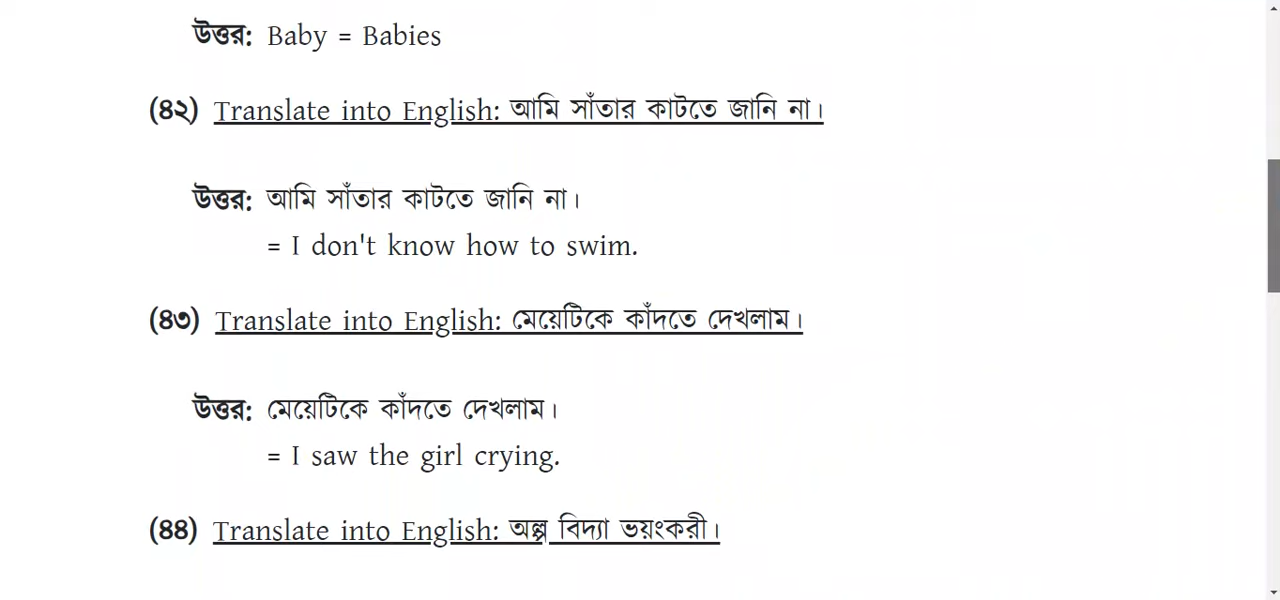 উত্তর: Baby = Babies
(৪২) Translate into English: আমি সাঁতার কাটতে জানি না।
উত্তর: আমি সাঁতার কাটতে জানি না।
= I don't know how to swim.
(৪৩) Translate into English: মেয়েটিকে কাঁদতে দেখলাম।
উত্তর: মেয়েটিকে কাঁদতে দেখলাম।
= I saw the girl crying.
(৪৪) Translate into English: অল্প বিদ্যা ভয়ংকরী।